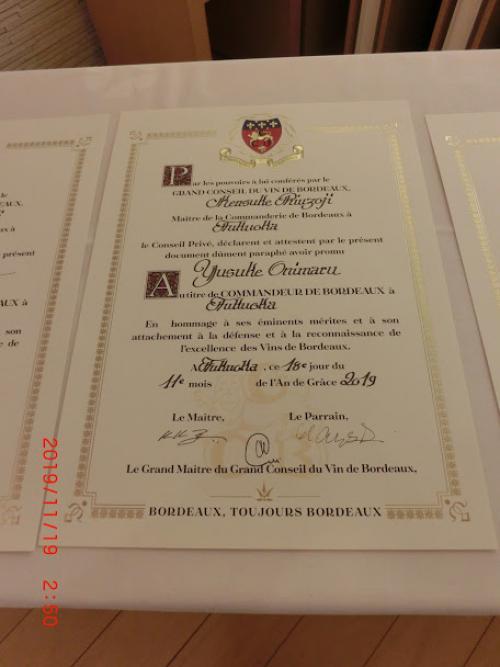 Par les pouvoirs à lui conférés par le
GRAND CONSEIL DU VIN DE BORDEAUX,
Maître de la Commanderie de Bordeaux à
Fukuoka
le Conseil Privé, déclarent et attestent par le présent
document dûment paraphé avoir promu
Yusuke Onimaru
Au titre de COMMANDEUR DE BORDEAUX à
Fukuoka
En hommage à ses éminents mérites et à son
attachement à la défense et à la reconnaissance de
l'excellence des Vins de Bordeaux.
A Fukuoka, ce 18e jour du
11e mois de l'An de Grâce 2019
Le Maître, Le Parrain,
Le Grand Maître du Grand Conseil du Vin de Bordeaux,
BORDEAUX, TOUJOURS BORDEAUX
présent
son
2019/11/19 2:50